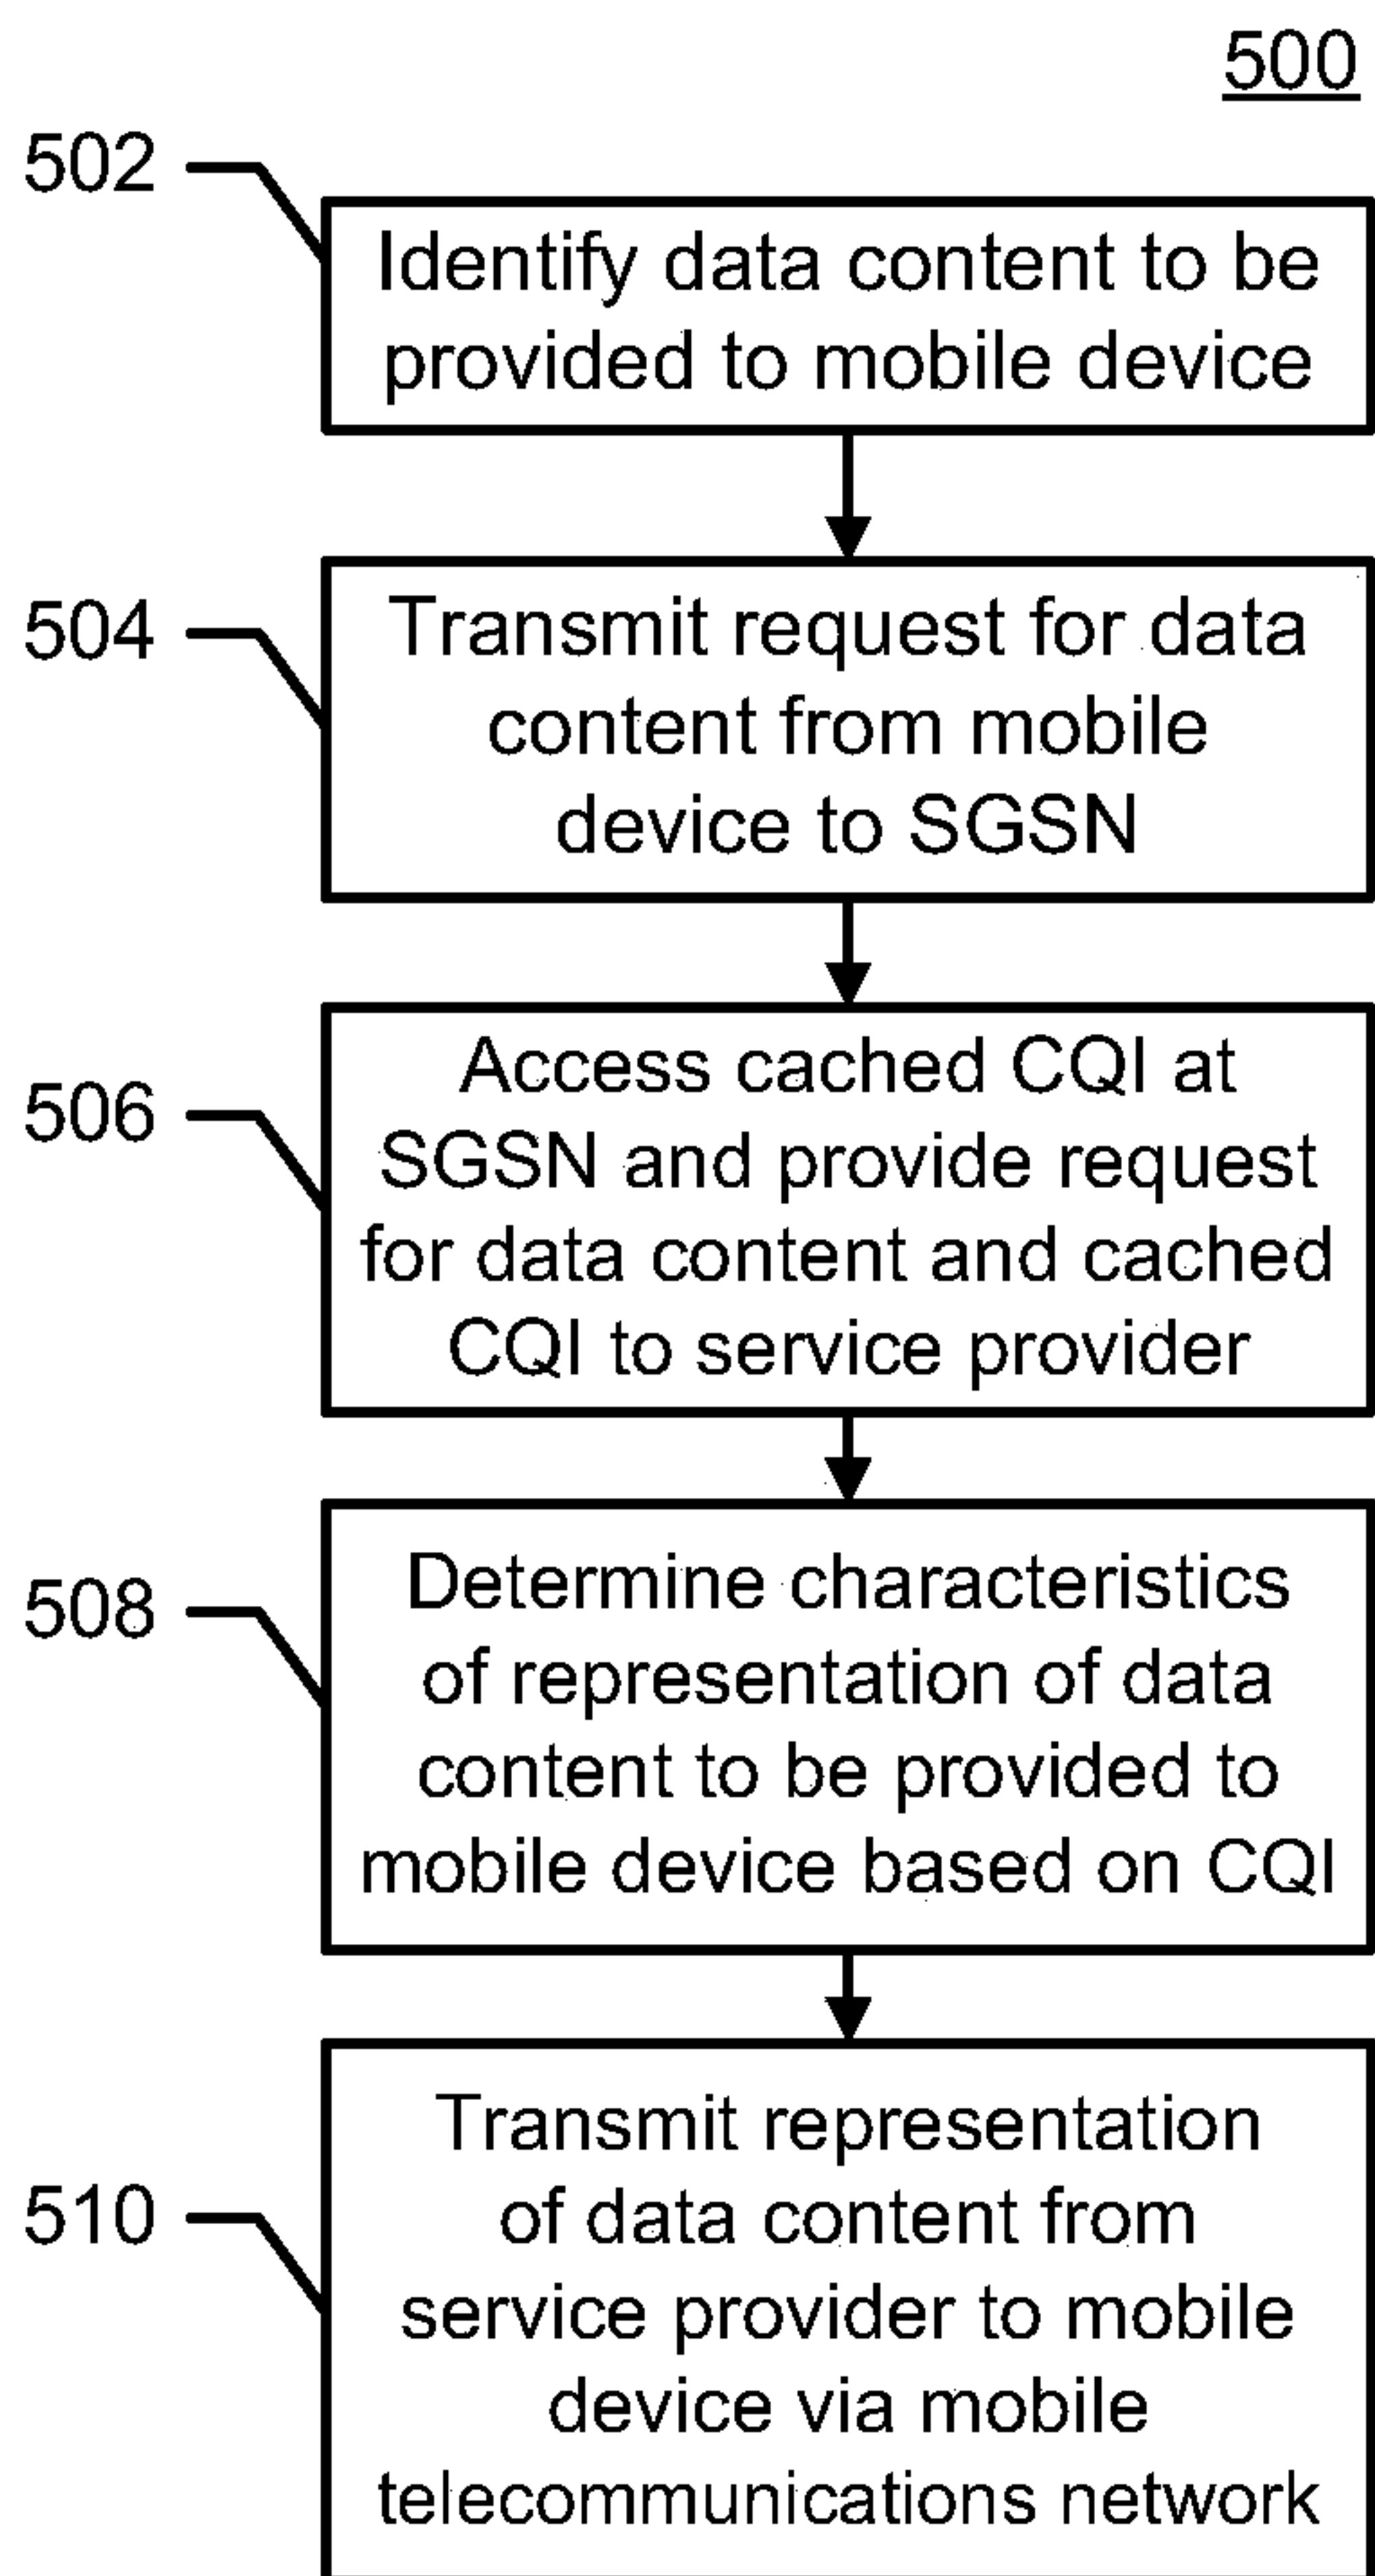 500
502
Identify data content to be
provided to mobile device
504
Transmit request for data
content from mobile
device to SGSN
506
Access cached CQI at
SGSN and provide request
for data content and cached
CQI to service provider
508
Determine characteristics
of representation of data
content to be provided to
mobile device based on CQI
510
Transmit representation
of data content from
service provider to mobile
device via mobile
telecommunications network